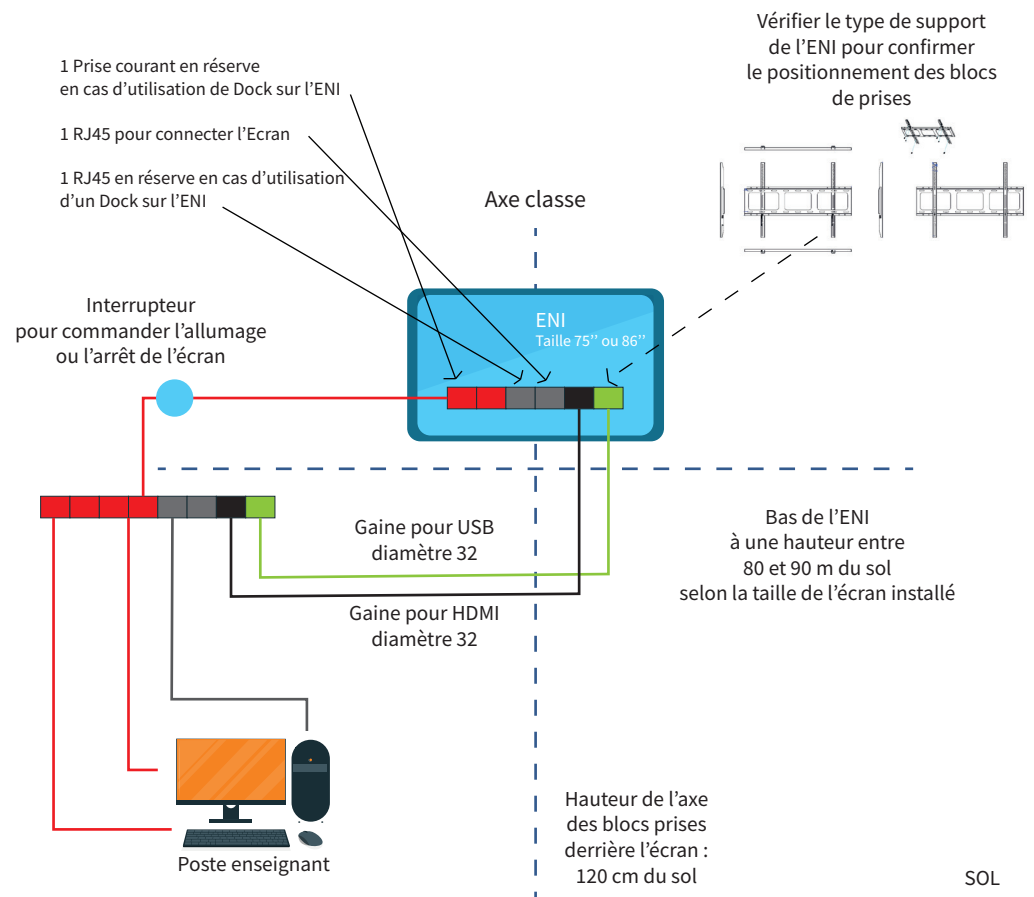 Vérifier le type de support
de l’ENI pour confirmer
le positionnement des blocs
de prises
1 Prise courant en réserve
en cas d’utilisation de Dock sur l’ENI
1 RJ45 pour connecter l’Ecran
1 RJ45 en réserve en cas d’utilisation
d’un Dock sur l’ENI
Axe classe
Interrupteur
pour commander l’allumage
ou l’arrêt de l’écran
ENI
Taille 75’’ ou 86’’
Gaine pour USB
diamètre 32
Bas de l’ENI
à une hauteur entre
80 et 90 m du sol
selon la taille de l’écran installé
Gaine pour HDMI
diamètre 32
Hauteur de l’axe
des blocs prises
derrière l’écran :
120 cm du sol
Poste enseignant
SOL